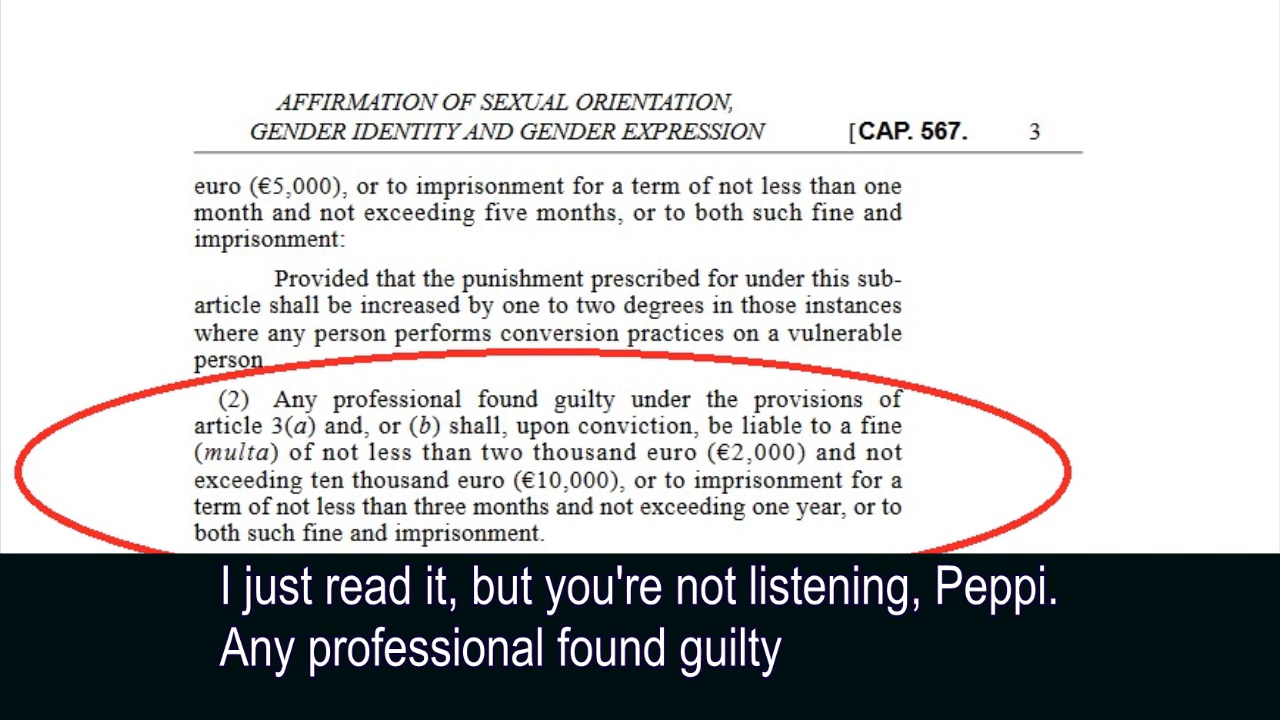 AFFIRMATION OF SEXUAL ORIENTATION,
GENDER IDENTITY AND GENDER EXPRESSION [CAP. 567. 3
euro (€5,000), or to imprisonment for a term of not less than one
month and not exceeding five months, or to both such fine and
imprisonment:
Provided that the punishment prescribed for under this sub-
article shall be increased by one to two degrees in those instances
where any person performs conversion practices on a vulnerable
person
(2) Any professional found guilty under the provisions of
article 3(a) and, or (b) shall, upon conviction, be liable to a fine
(multa) of not less than two thousand euro (€2,000) and not
exceeding ten thousand euro (€10,000), or to imprisonment for a
term of not less than three months and not exceeding one year, or to
both such fine and imprisonment.
I just read it, but you're not listening, Peppi.
Any professional found guilty